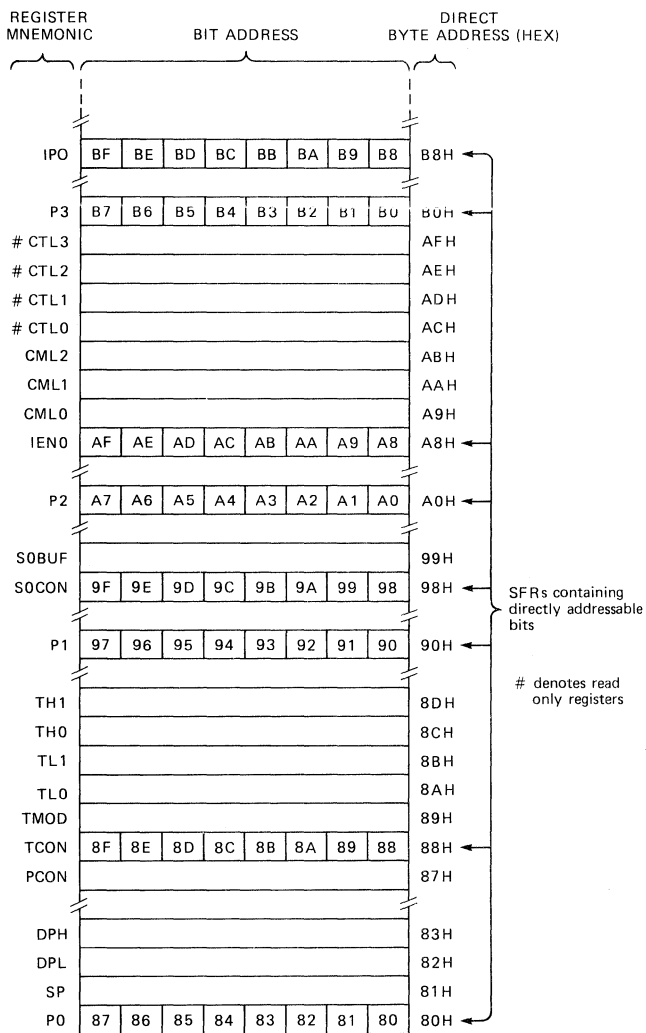 REGISTER
MNEMONIC
BIT ADDRESS
DIRECT
BYTE ADDRESS (HEX)
IP0 BF BE BD BC BB BA B9 B8 B8H
P3 B7 B6 B5 B4 B3 B2 B1 B0 B0H
# CTL3 AFH
# CTL2 AEH
# CTL1 ADH
# CTL0 ACH
CML2 ABH
CML1 AAH
CML0 A9H
IEN0 AF AE AD AC AB AA A9 A8 A8H
P2 A7 A6 A5 A4 A3 A2 A1 A0 A0H
S0BUF 99H
S0CON 9F 9E 9D 9C 9B 9A 99 98 98H
P1 97 96 95 94 93 92 91 90 90H
TH1 8DH
TH0 8CH
TL1 8BH
TL0 8AH
TMOD 89H
TCON 8F 8E 8D 8C 8B 8A 89 88 88H
PCON 87H
DPH 83H
DPL 82H
SP 81H
P0 87 86 85 84 83 82 81 80 80H
SFRs containing
directly addressable
bits
# denotes read
only registers